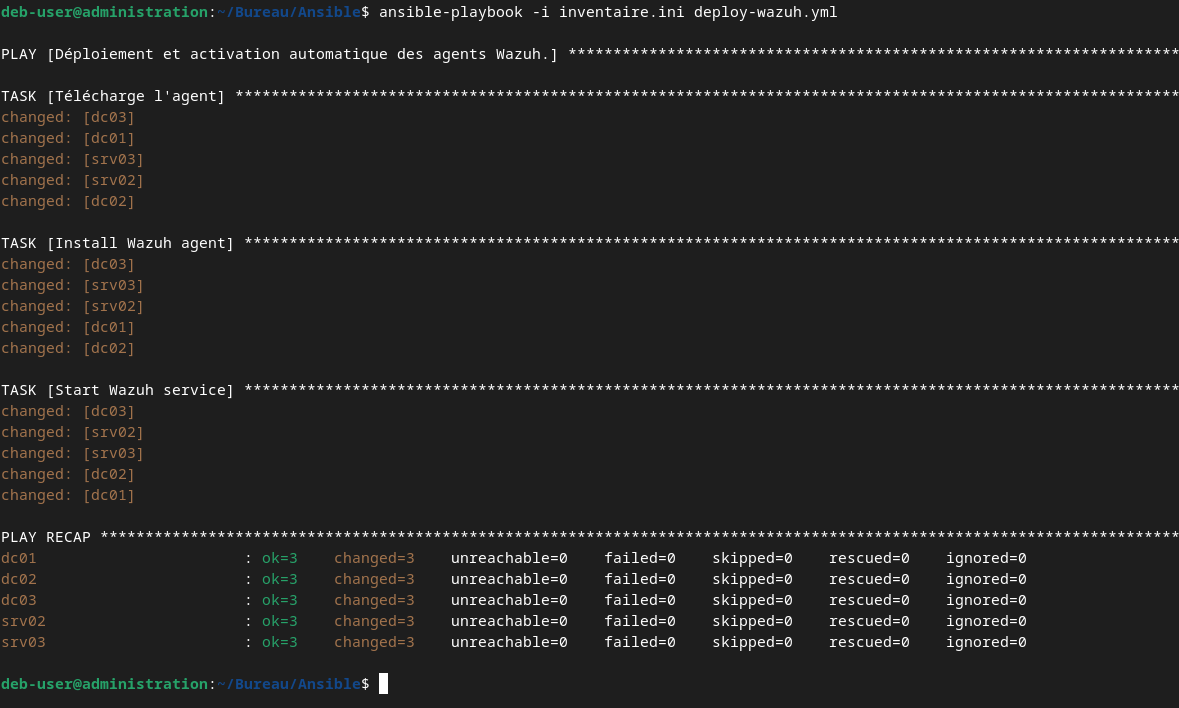 deb-user@administration:~/Bureau/Ansible$ ansible-playbook -i inventaire.ini deploy-wazuh.yml
PLAY [Déploiement et activation automatique des agents Wazuh.] ********************************************************************
TASK [Télécharge l'agent] *********************************************************************************************************
changed: [dc03]
changed: [dc01]
changed: [srv03]
changed: [srv02]
changed: [dc02]
TASK [Install Wazuh agent] ********************************************************************************************************
changed: [dc03]
changed: [srv03]
changed: [srv02]
changed: [dc01]
changed: [dc02]
TASK [Start Wazuh service] ********************************************************************************************************
changed: [dc03]
changed: [srv02]
changed: [srv03]
changed: [dc02]
changed: [dc01]
PLAY RECAP ************************************************************************************************************************
dc01                       : ok=3    changed=3    unreachable=0    failed=0    skipped=0    rescued=0    ignored=0
dc02                       : ok=3    changed=3    unreachable=0    failed=0    skipped=0    rescued=0    ignored=0
dc03                       : ok=3    changed=3    unreachable=0    failed=0    skipped=0    rescued=0    ignored=0
srv02                      : ok=3    changed=3    unreachable=0    failed=0    skipped=0    rescued=0    ignored=0
srv03                      : ok=3    changed=3    unreachable=0    failed=0    skipped=0    rescued=0    ignored=0
deb-user@administration:~/Bureau/Ansible$